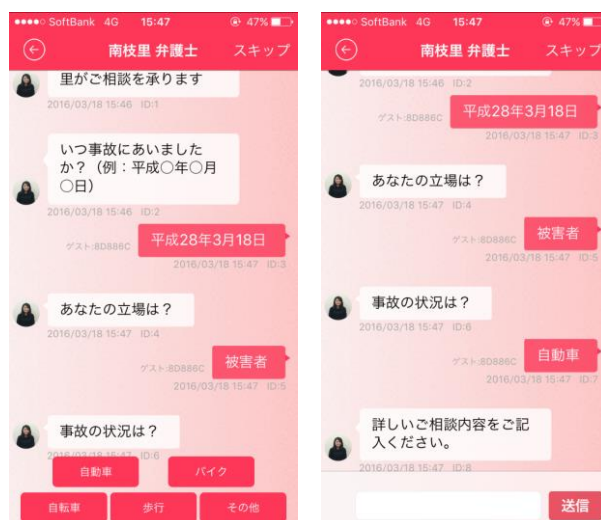 SoftBank 4G 15:47 47%
南枝里 弁護士 スキップ
里がご相談を承ります
2016/03/18 15:46 ID:1
いつ事故にあいました
か？（例：平成○年○月
○日）
2016/03/18 15:46 ID:2
ゲスト:8D886C 平成28年3月18日
2016/03/18 15:47 ID:3
あなたの立場は？
2016/03/18 15:47 ID:4
ゲスト:8D886C 被害者
2016/03/18 15:47 ID:5
事故の状況は？
2016/03/18 15:47 ID:6
自動車 バイク
自転車 歩行 その他
SoftBank 4G 15:47 47%
南枝里 弁護士 スキップ
2016/03/18 15:46 ID:2
ゲスト:8D886C 平成28年3月18日
2016/03/18 15:47 ID:3
あなたの立場は？
2016/03/18 15:47 ID:4
ゲスト:8D886C 被害者
2016/03/18 15:47 ID:5
事故の状況は？
2016/03/18 15:47 ID:6
ゲスト:8D886C 自動車
2016/03/18 15:47 ID:7
詳しいご相談内容をご記
入ください。
2016/03/18 15:47 ID:8
送信